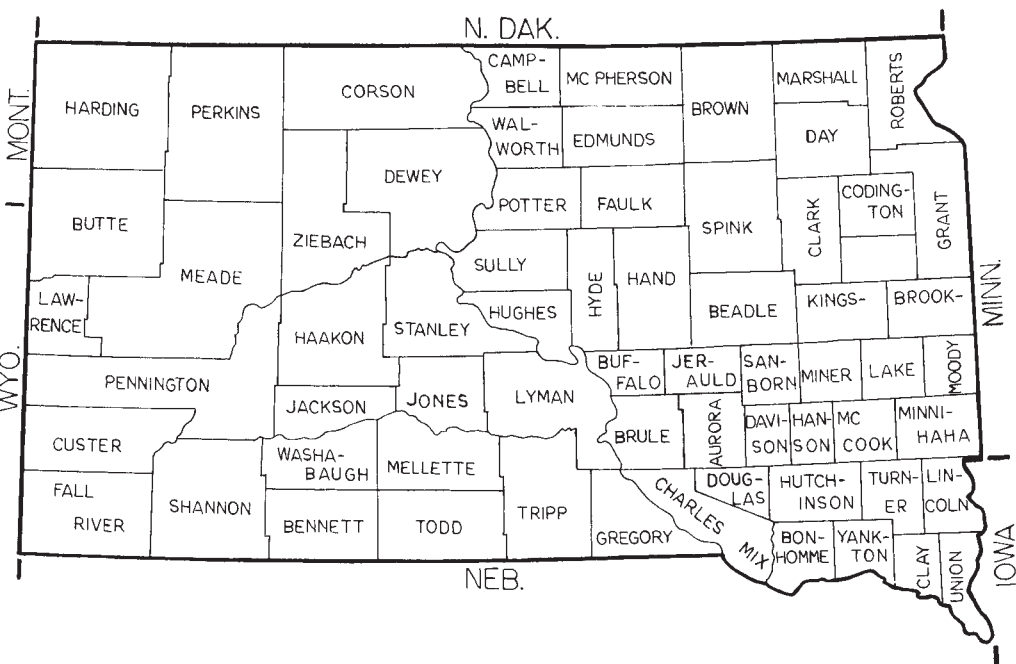 N. DAK.
MONT.
WYO.
NEB.
MINN.
IOWA
HARDING
PERKINS
CORSON
CAMP-
BELL
MC PHERSON
BROWN
MARSHALL
ROBERTS
WAL-
WORTH
EDMUNDS
DAY
DEWEY
BUTTE
ZIEBACH
POTTER
FAULK
SPINK
CLARK
CODING-
TON
GRANT
MEADE
LAW-
RENCE
SULLY
HYDE
HAND
HAAKON
STANLEY
HUGHES
BEADLE
KINGS-
BROOK-
PENNINGTON
JACKSON
JONES
LYMAN
BUF-
FALO
JER-
AULD
SAN-
BORN
MINER
LAKE
MOODY
CUSTER
WASHA-
BAUGH
MELLETTE
BRULE
AURORA
DAVI-
SON
HAN-
SON
MC
COOK
MINNI-
HAHA
FALL
RIVER
SHANNON
BENNETT
TODD
TRIPP
GREGORY
CHARLES
MIX
DOUG-
LAS
HUTCH-
INSON
TURN-
ER
LIN-
COLN
BON-
HOMME
YANK-
TON
CLAY
UNION